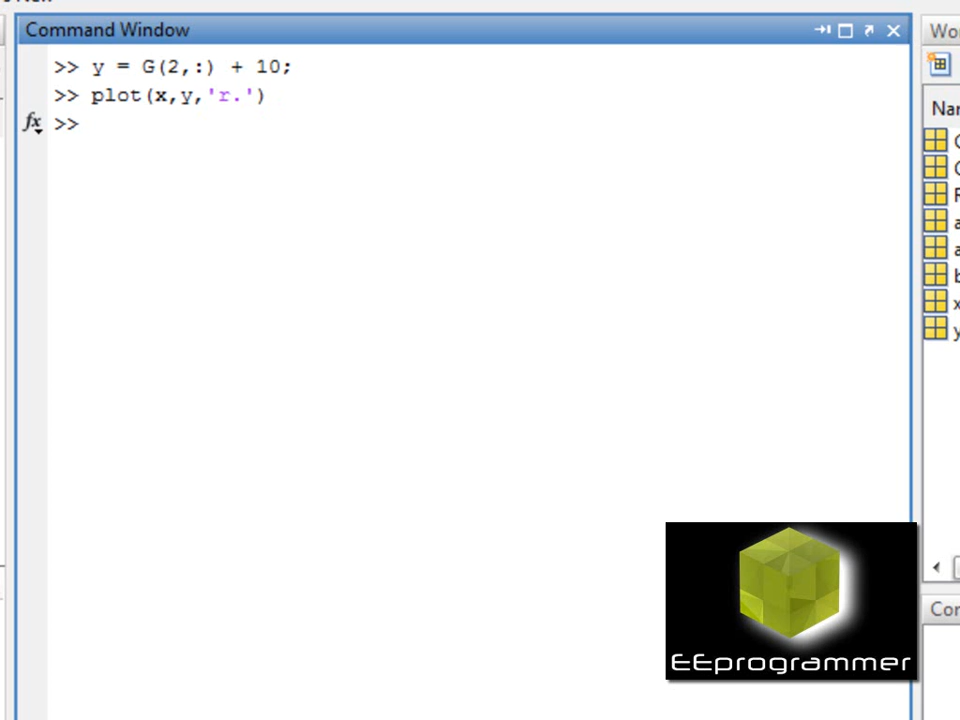 Command Window
>> y = G(2,:) + 10;
>> plot(x,y,'r.')
fx >>
EEprogrammer